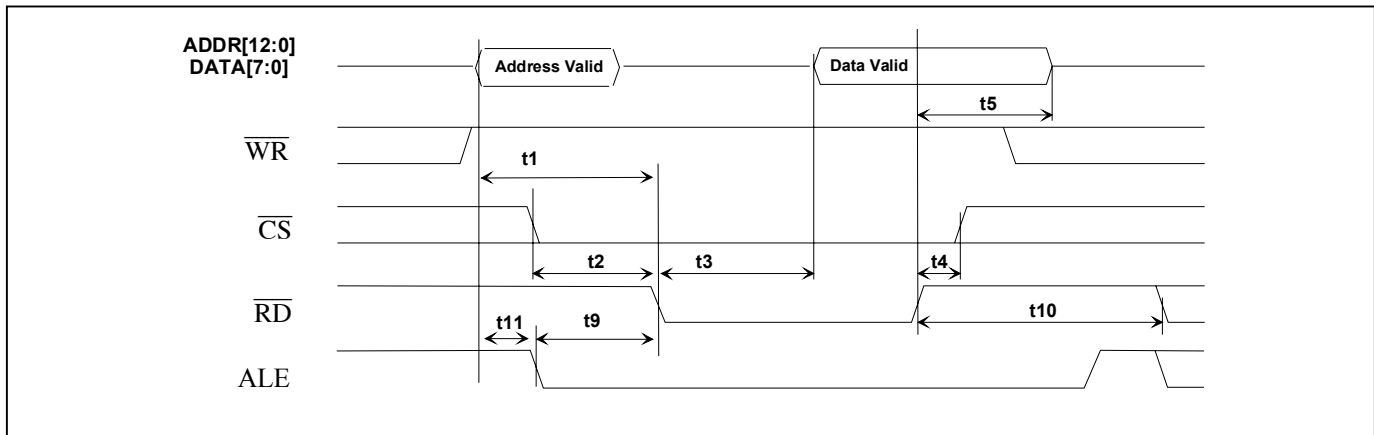 ADDR[12:0]
DATA[7:0]
Address Valid
Data Valid
t5
WR
t1
CS
t2
t3
t4
RD
t11
t9
t10
ALE